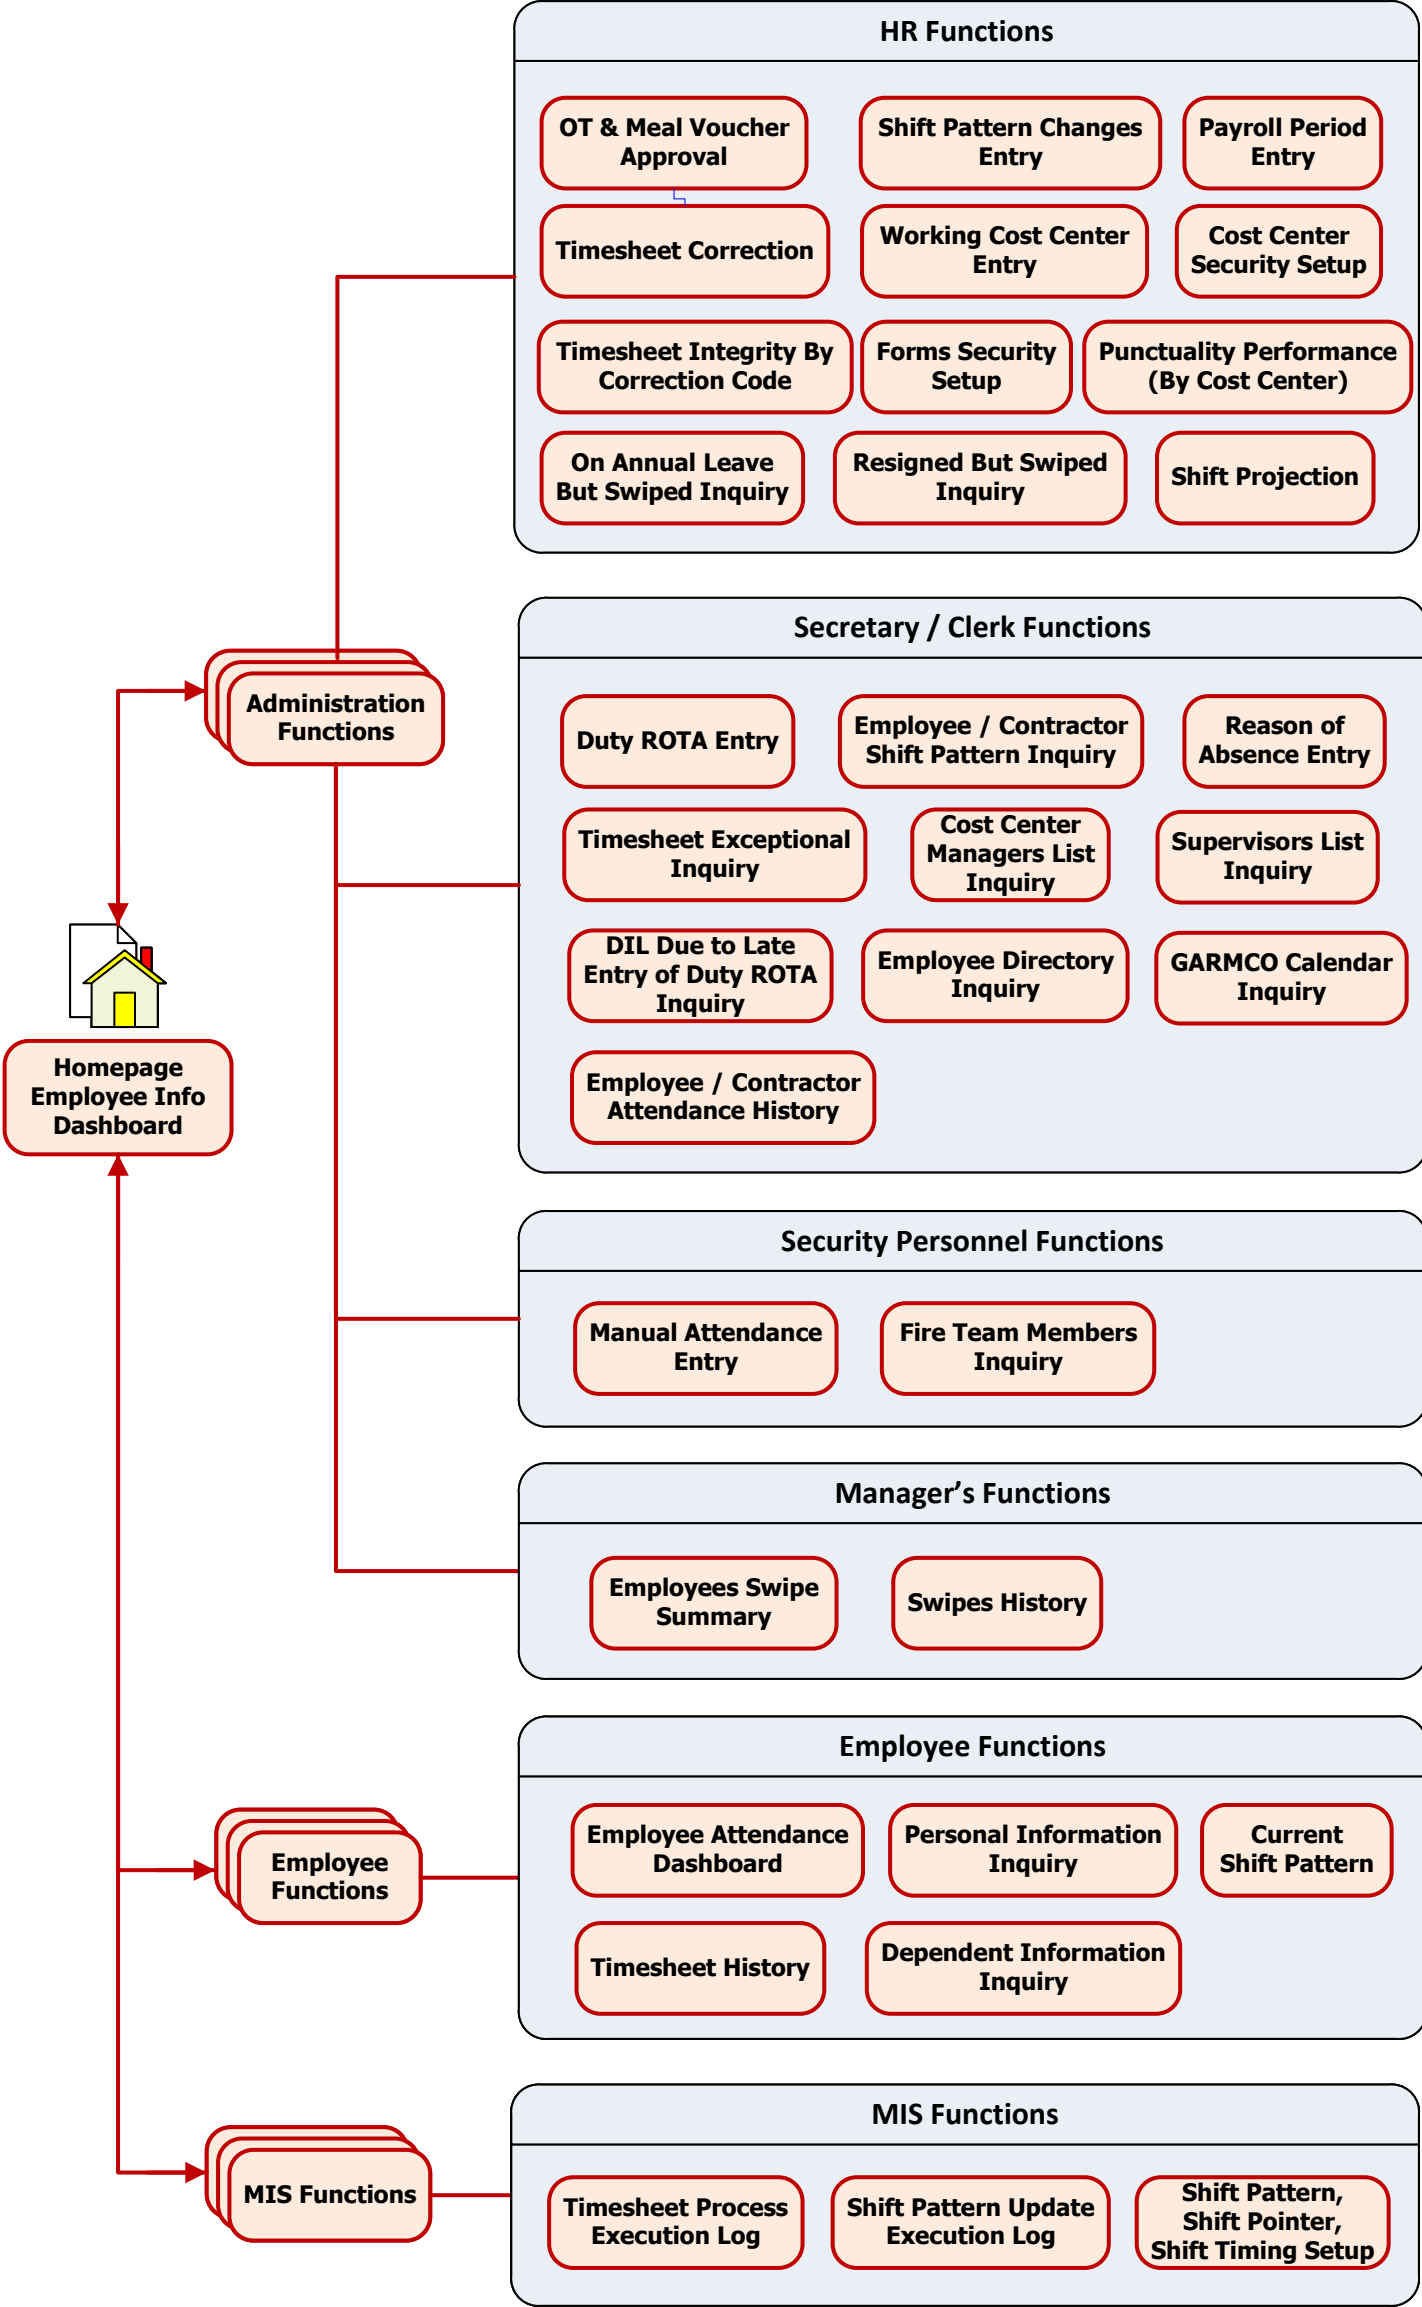 HR Functions
OT & Meal Voucher
Approval
Shift Pattern Changes
Entry
Payroll Period
Entry
Timesheet Correction
Working Cost Center
Entry
Cost Center
Security Setup
Timesheet Integrity By
Correction Code
Forms Security
Setup
Punctuality Performance
(By Cost Center)
On Annual Leave
But Swiped Inquiry
Resigned But Swiped
Inquiry
Shift Projection
Administration
Functions
Secretary / Clerk Functions
Duty ROTA Entry
Employee / Contractor
Shift Pattern Inquiry
Reason of
Absence Entry
Timesheet Exceptional
Inquiry
Cost Center
Managers List
Inquiry
Supervisors List
Inquiry
DIL Due to Late
Entry of Duty ROTA
Inquiry
Employee Directory
Inquiry
GARMCO Calendar
Inquiry
Employee / Contractor
Attendance History
Homepage
Employee Info
Dashboard
Security Personnel Functions
Manual Attendance
Entry
Fire Team Members
Inquiry
Manager’s Functions
Employees Swipe
Summary
Swipes History
Employee
Functions
Employee Functions
Employee Attendance
Dashboard
Personal Information
Inquiry
Current
Shift Pattern
Timesheet History
Dependent Information
Inquiry
MIS Functions
MIS Functions
Timesheet Process
Execution Log
Shift Pattern Update
Execution Log
Shift Pattern,
Shift Pointer,
Shift Timing Setup